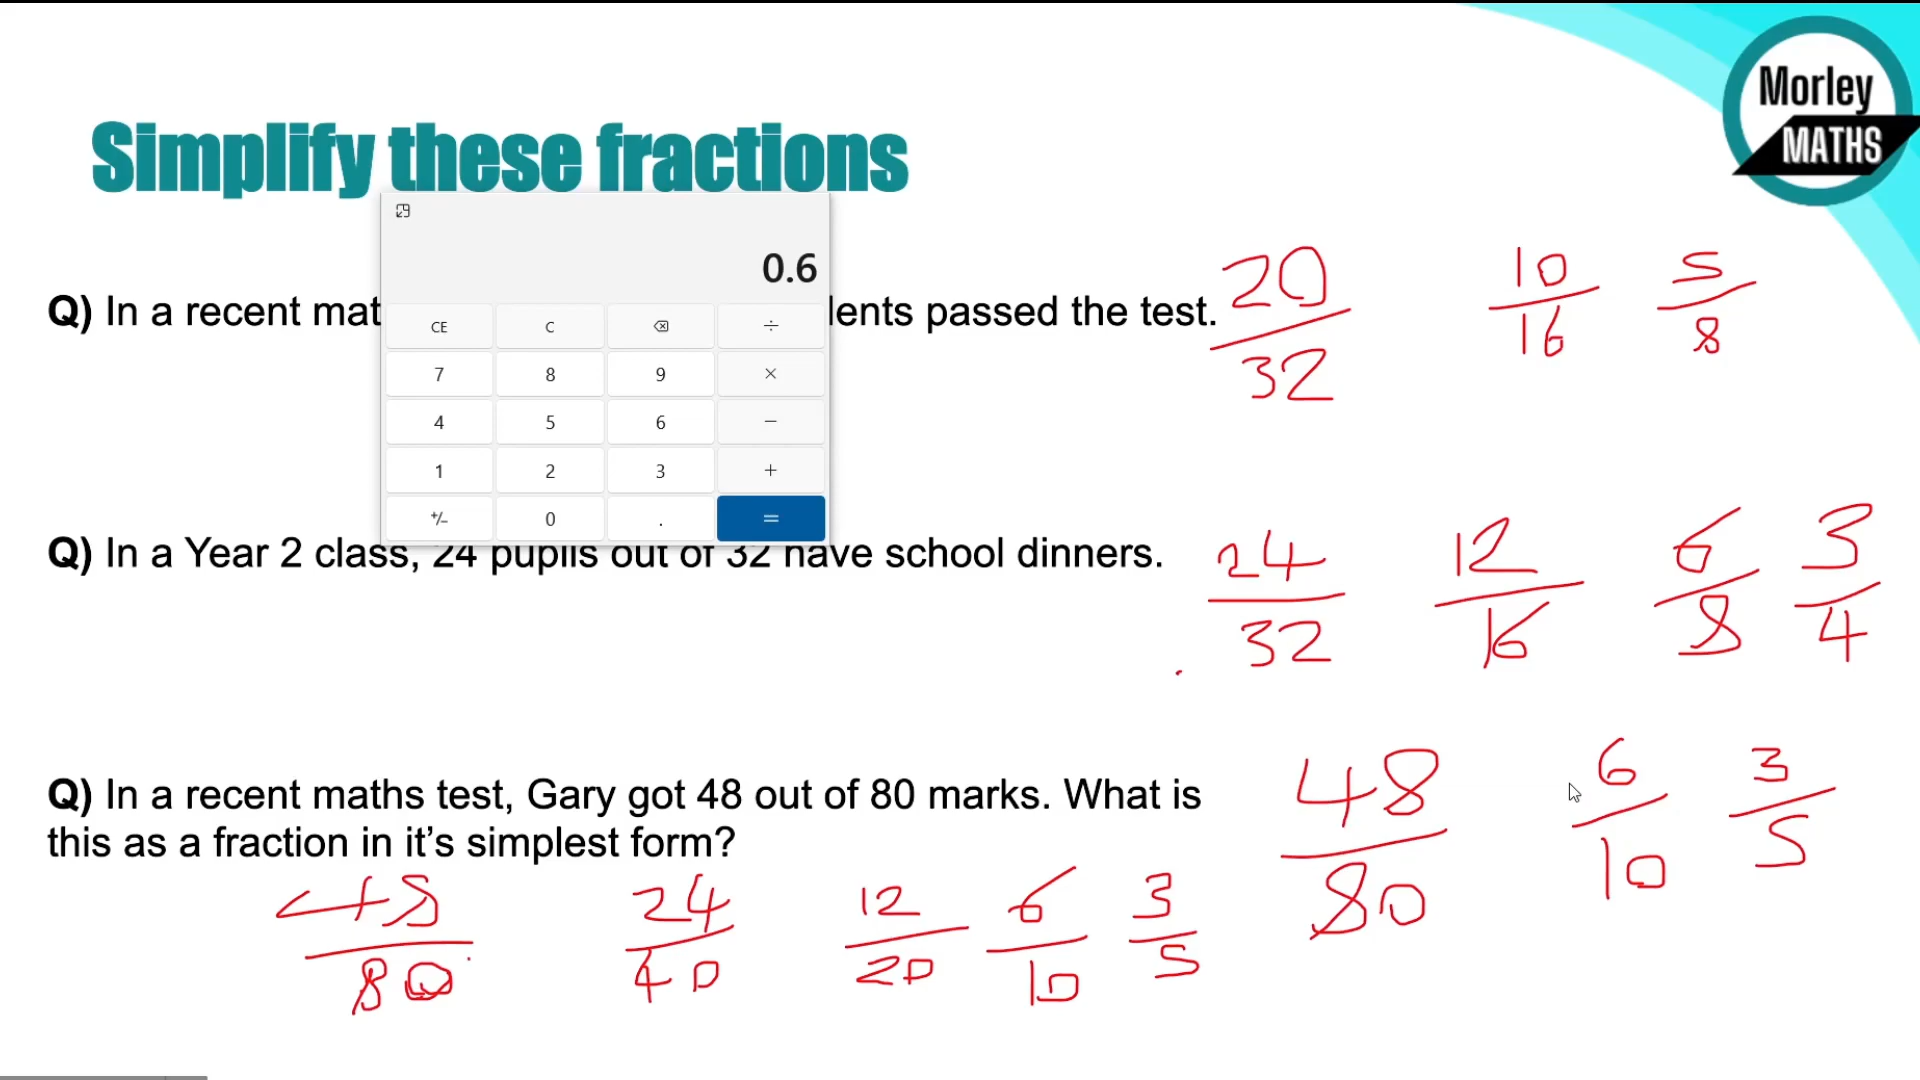 Morley
MATHS
Simplify these fractions
0.6
Q) In a recent mat
dents passed the test.
CE C ÷
7 8 9 ×
4 5 6 −
1 2 3 +
+/− 0 . =
20
32
10
16
5
8
Q) In a Year 2 class, 24 pupils out of 32 have school dinners.
24
32
12
16
6
8
3
4
Q) In a recent maths test, Gary got 48 out of 80 marks. What is
this as a fraction in it’s simplest form?
48
80
6
10
3
5
48
80
24
40
12
20
6
10
3
5